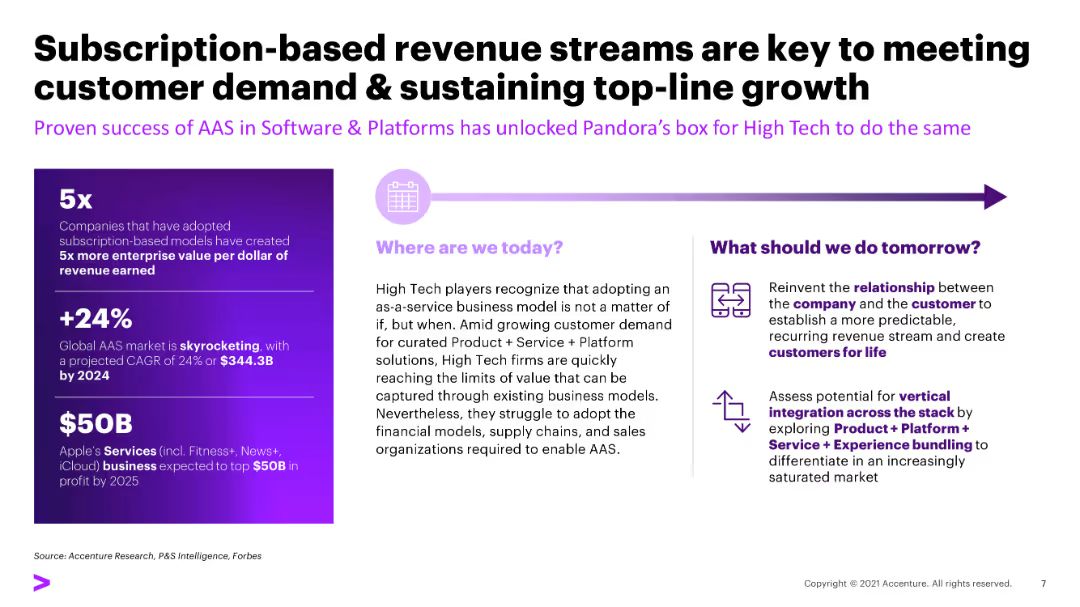 Subscription-based revenue streams are key to meeting
customer demand & sustaining top-line growth
Proven success of AAS in Software & Platforms has unlocked Pandora's box for High Tech to do the same
5x
Companies that have adopted
subscription-based models have created
5x more enterprise value per dollar of
revenue earned
+24%
Global AAS market is skyrocketing, with
a projected CAGR of 24% or $344.3B
by 2024
$50B
Apple's Services (incl. Fitness+, News+,
iCloud) business expected to top $50B in
profit by 2025
Where are we today?
High Tech players recognize that adopting an
as-a-service business model is not a matter of
if, but when. Amid growing customer demand
for curated Product + Service + Platform
solutions, High Tech firms are quickly
reaching the limits of value that can be
captured through existing business models.
Nevertheless, they struggle to adopt the
financial models, supply chains, and sales
organizations required to enable AAS.
What should we do tomorrow?
Reinvent the relationship between
the company and the customer to
establish a more predictable,
recurring revenue stream and create
customers for life
Assess potential for vertical
integration across the stack by
exploring Product + Platform +
Service + Experience bundling to
differentiate in an increasingly
saturated market
Source: Accenture Research, P&S Intelligence, Forbes
Copyright © 2021 Accenture. All rights reserved.
7